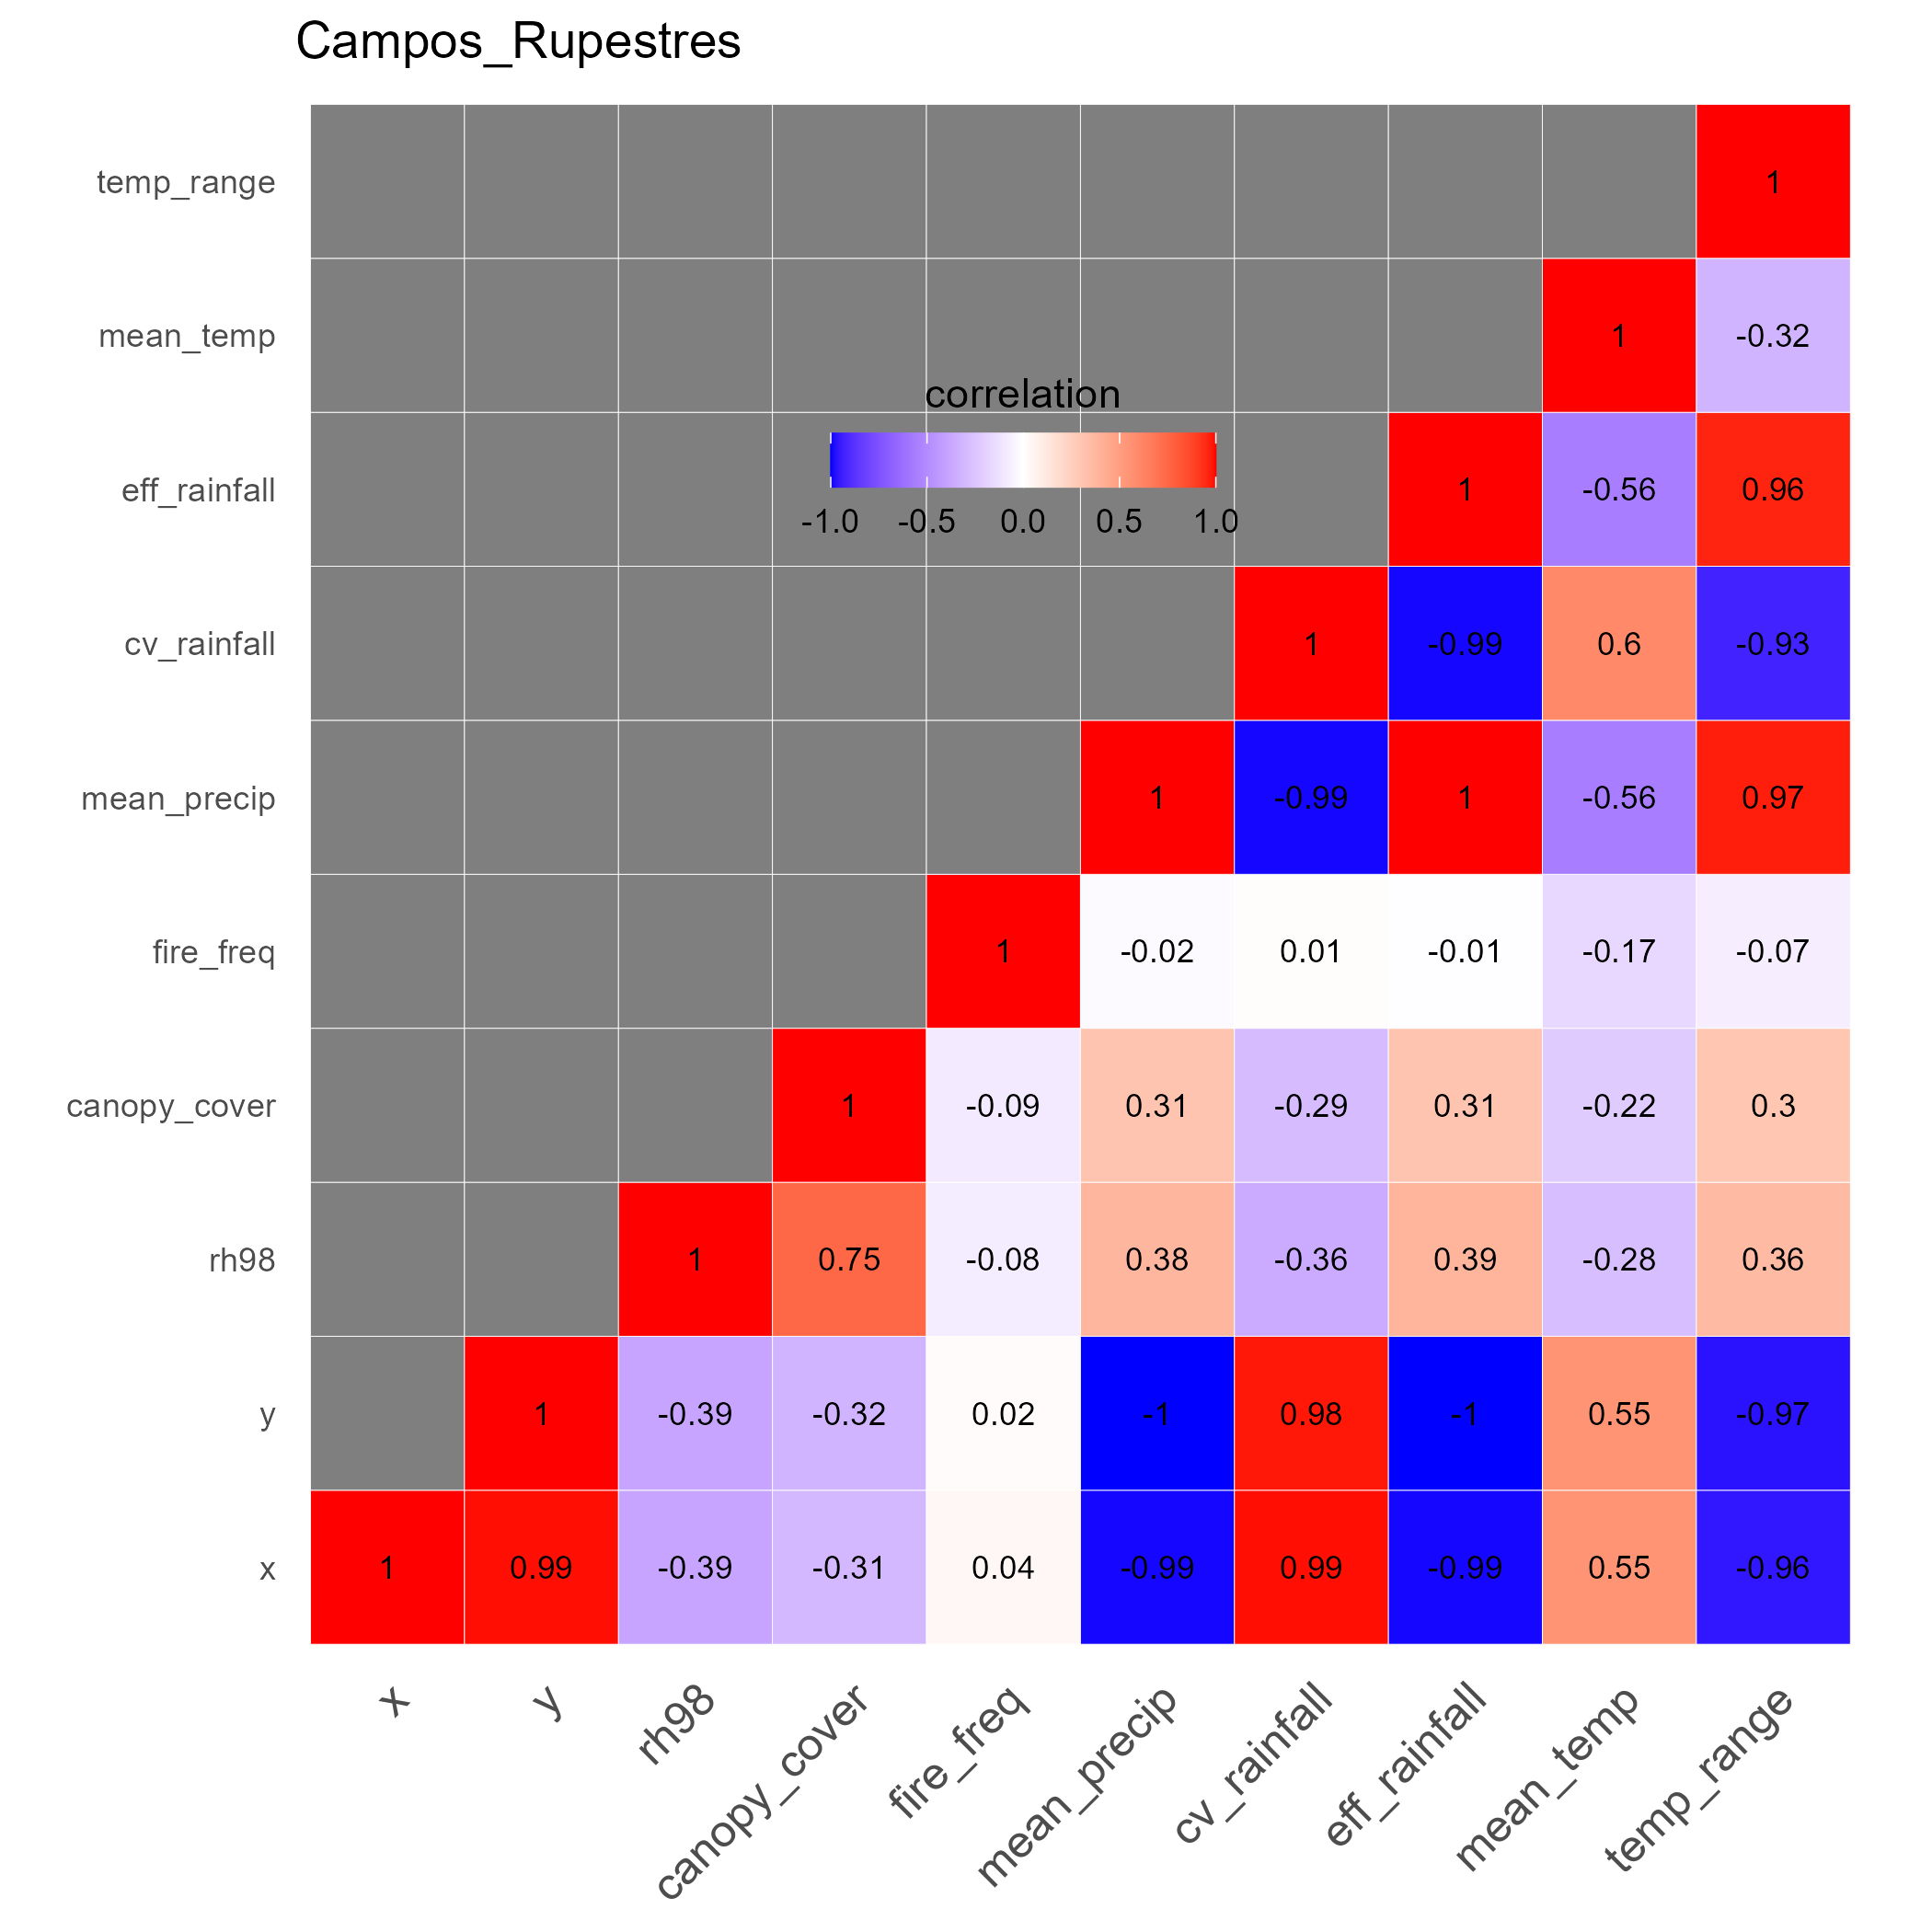 Campos_Rupestres
temp_range 1
mean_temp 1 -0.32
correlation
-1.0 -0.5 0.0 0.5 1.0
eff_rainfall 1 -0.56 0.96
cv_rainfall 1 -0.99 0.6 -0.93
mean_precip 1 -0.99 1 -0.56 0.97
fire_freq 1 -0.02 0.01 -0.01 -0.17 -0.07
canopy_cover 1 -0.09 0.31 -0.29 0.31 -0.22 0.3
rh98 1 0.75 -0.08 0.38 -0.36 0.39 -0.28 0.36
y 1 -0.39 -0.32 0.02 -1 0.98 -1 0.55 -0.97
x 1 0.99 -0.39 -0.31 0.04 -0.99 0.99 -0.99 0.55 -0.96
x y rh98 canopy_cover fire_freq mean_precip cv_rainfall eff_rainfall mean_temp temp_range